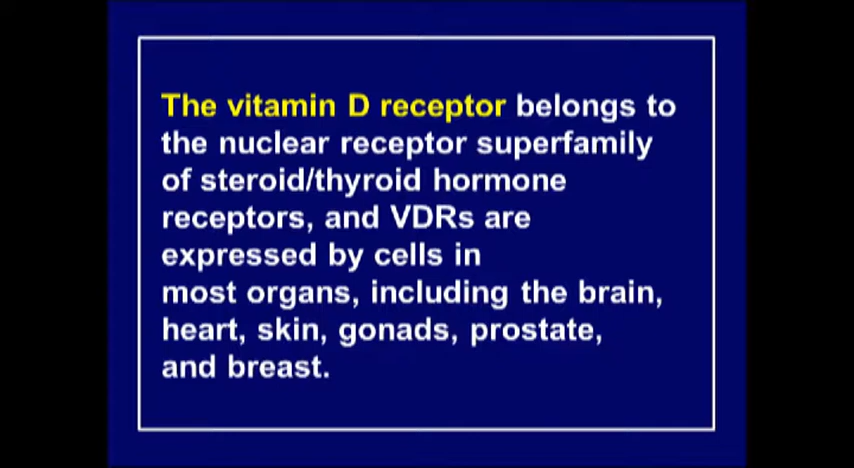 The vitamin D receptor belongs to
the nuclear receptor superfamily
of steroid/thyroid hormone
receptors, and VDRs are
expressed by cells in
most organs, including the brain,
heart, skin, gonads, prostate,
and breast.